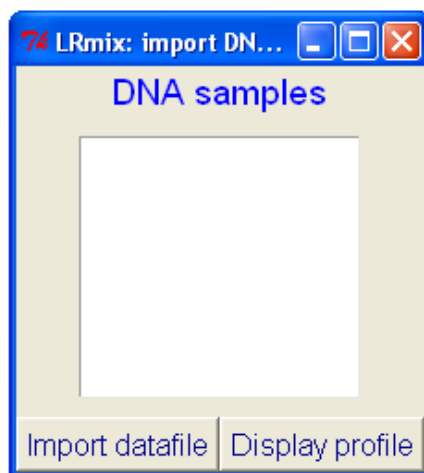 LRmix: import DN...
DNA samples
Import datafile
Display profile